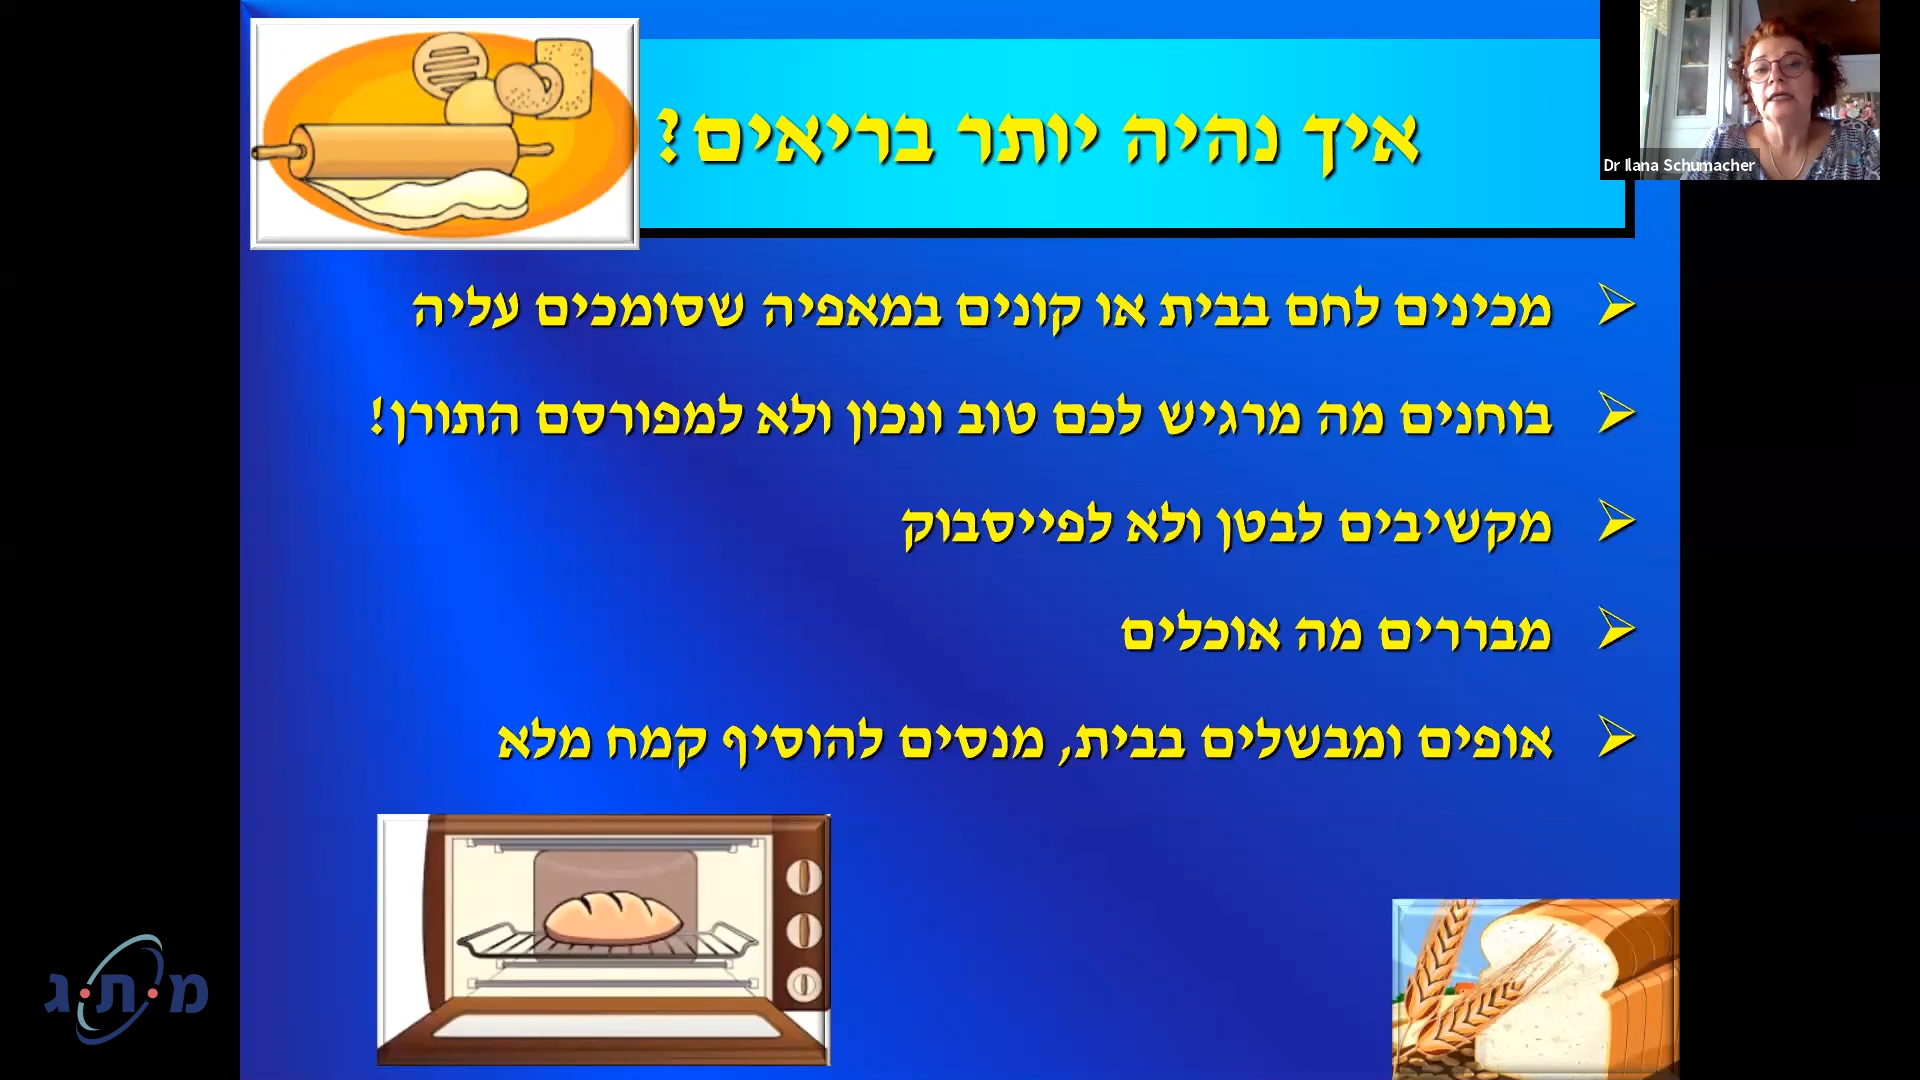 איך נהיה יותר בריאים?
Dr Ilana Schumacher
מכינים לחם בבית או קונים במאפיה שסומכים עליה
בוחנים מה מרגיש לכם טוב ונכון ולא למפורסם התורן!
מקשיבים לבטן ולא לפייסבוק
מבררים מה אוכלים
אופים ומבשלים בבית, מנסים להוסיף קמח מלא
מ.ת.ג